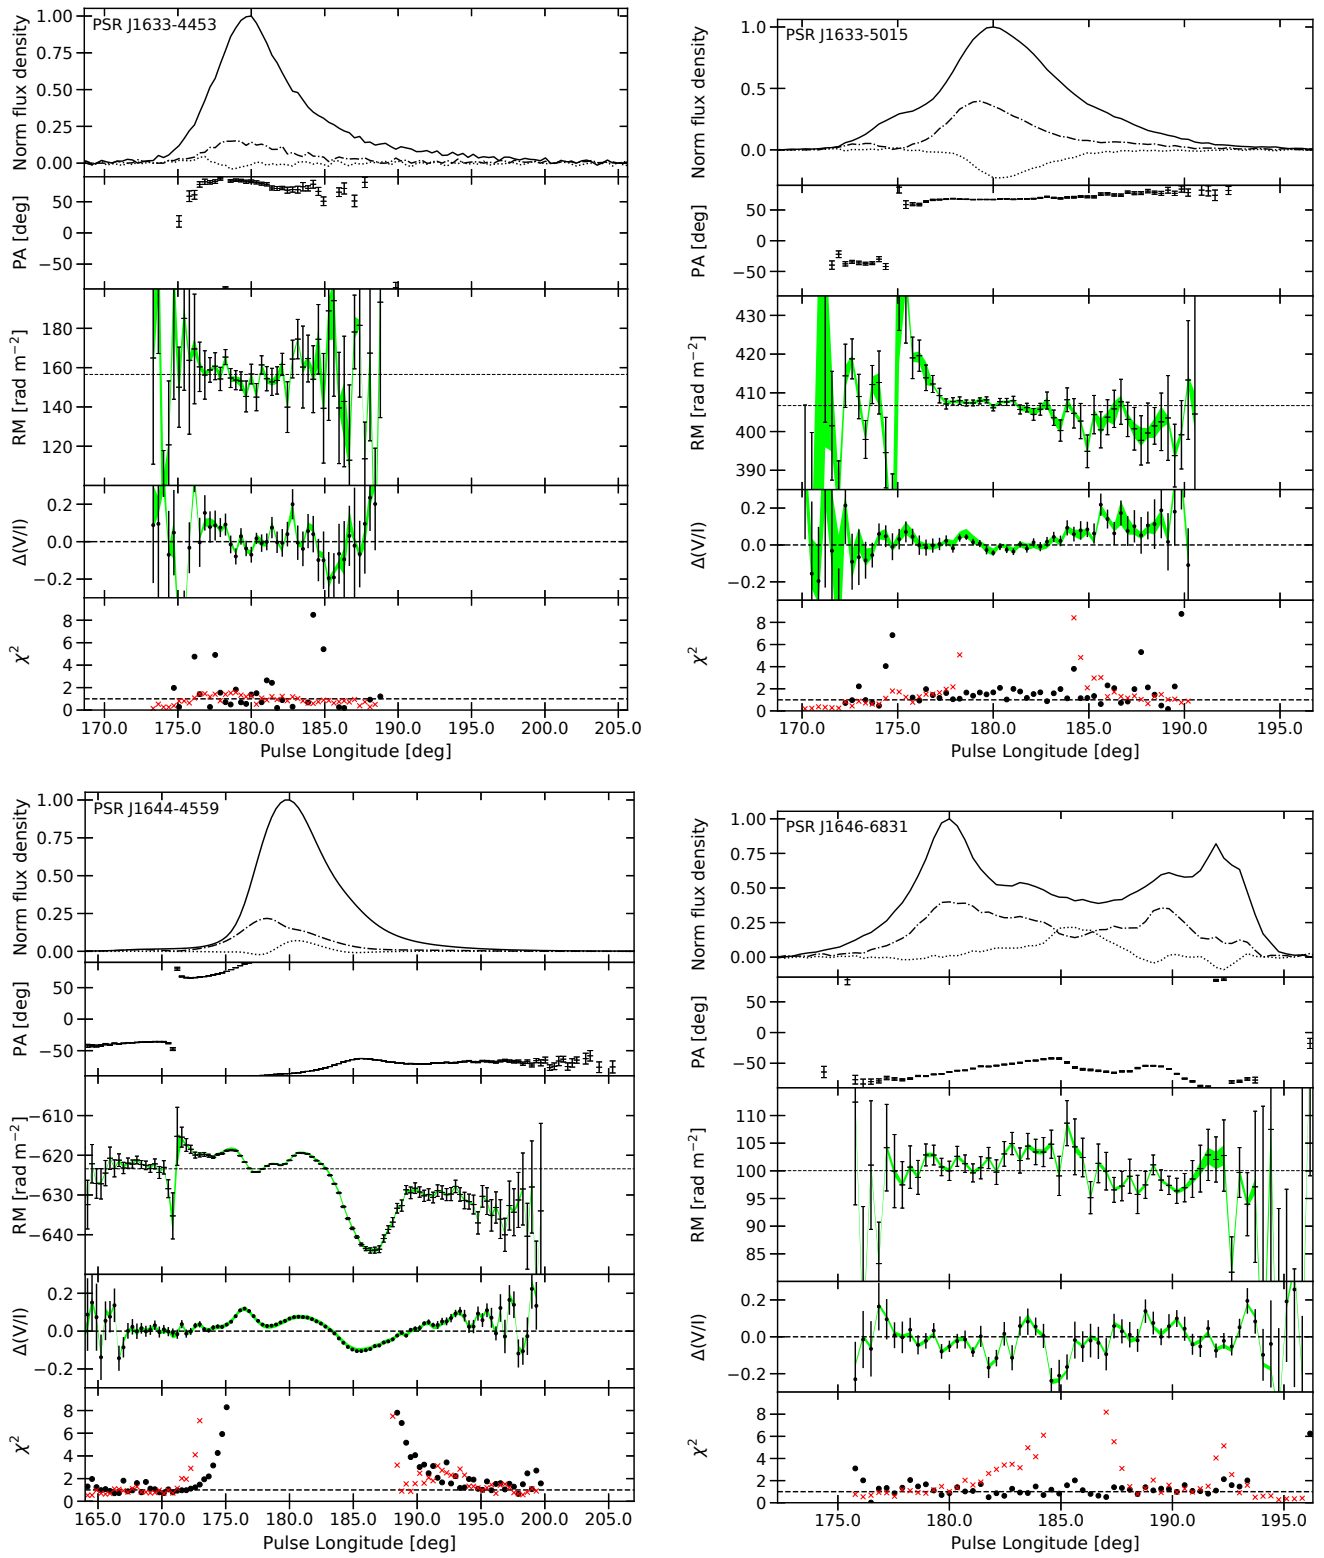 PSR J1633-4453
Norm flux density
1.00
0.75
0.50
0.25
0.00
PA [deg]
50
0
−50
RM [rad m−2]
180
160
140
120
Δ(V/I)
0.2
0.0
−0.2
χ2
8
6
4
2
0
170.0 175.0 180.0 185.0 190.0 195.0 200.0 205.0
Pulse Longitude [deg]
PSR J1633-5015
Norm flux density
1.0
0.5
0.0
PA [deg]
50
0
−50
RM [rad m−2]
430
420
410
400
390
Δ(V/I)
0.2
0.0
−0.2
χ2
8
6
4
2
0
170.0 175.0 180.0 185.0 190.0 195.0
Pulse Longitude [deg]
PSR J1644-4559
Norm flux density
1.00
0.75
0.50
0.25
0.00
PA [deg]
50
0
−50
RM [rad m−2]
−610
−620
−630
−640
Δ(V/I)
0.2
0.0
−0.2
χ2
8
6
4
2
0
165.0 170.0 175.0 180.0 185.0 190.0 195.0 200.0 205.0
Pulse Longitude [deg]
PSR J1646-6831
Norm flux density
1.00
0.75
0.50
0.25
0.00
PA [deg]
50
0
−50
RM [rad m−2]
110
105
100
95
90
85
Δ(V/I)
0.2
0.0
−0.2
χ2
8
6
4
2
0
175.0 180.0 185.0 190.0 195.0
Pulse Longitude [deg]